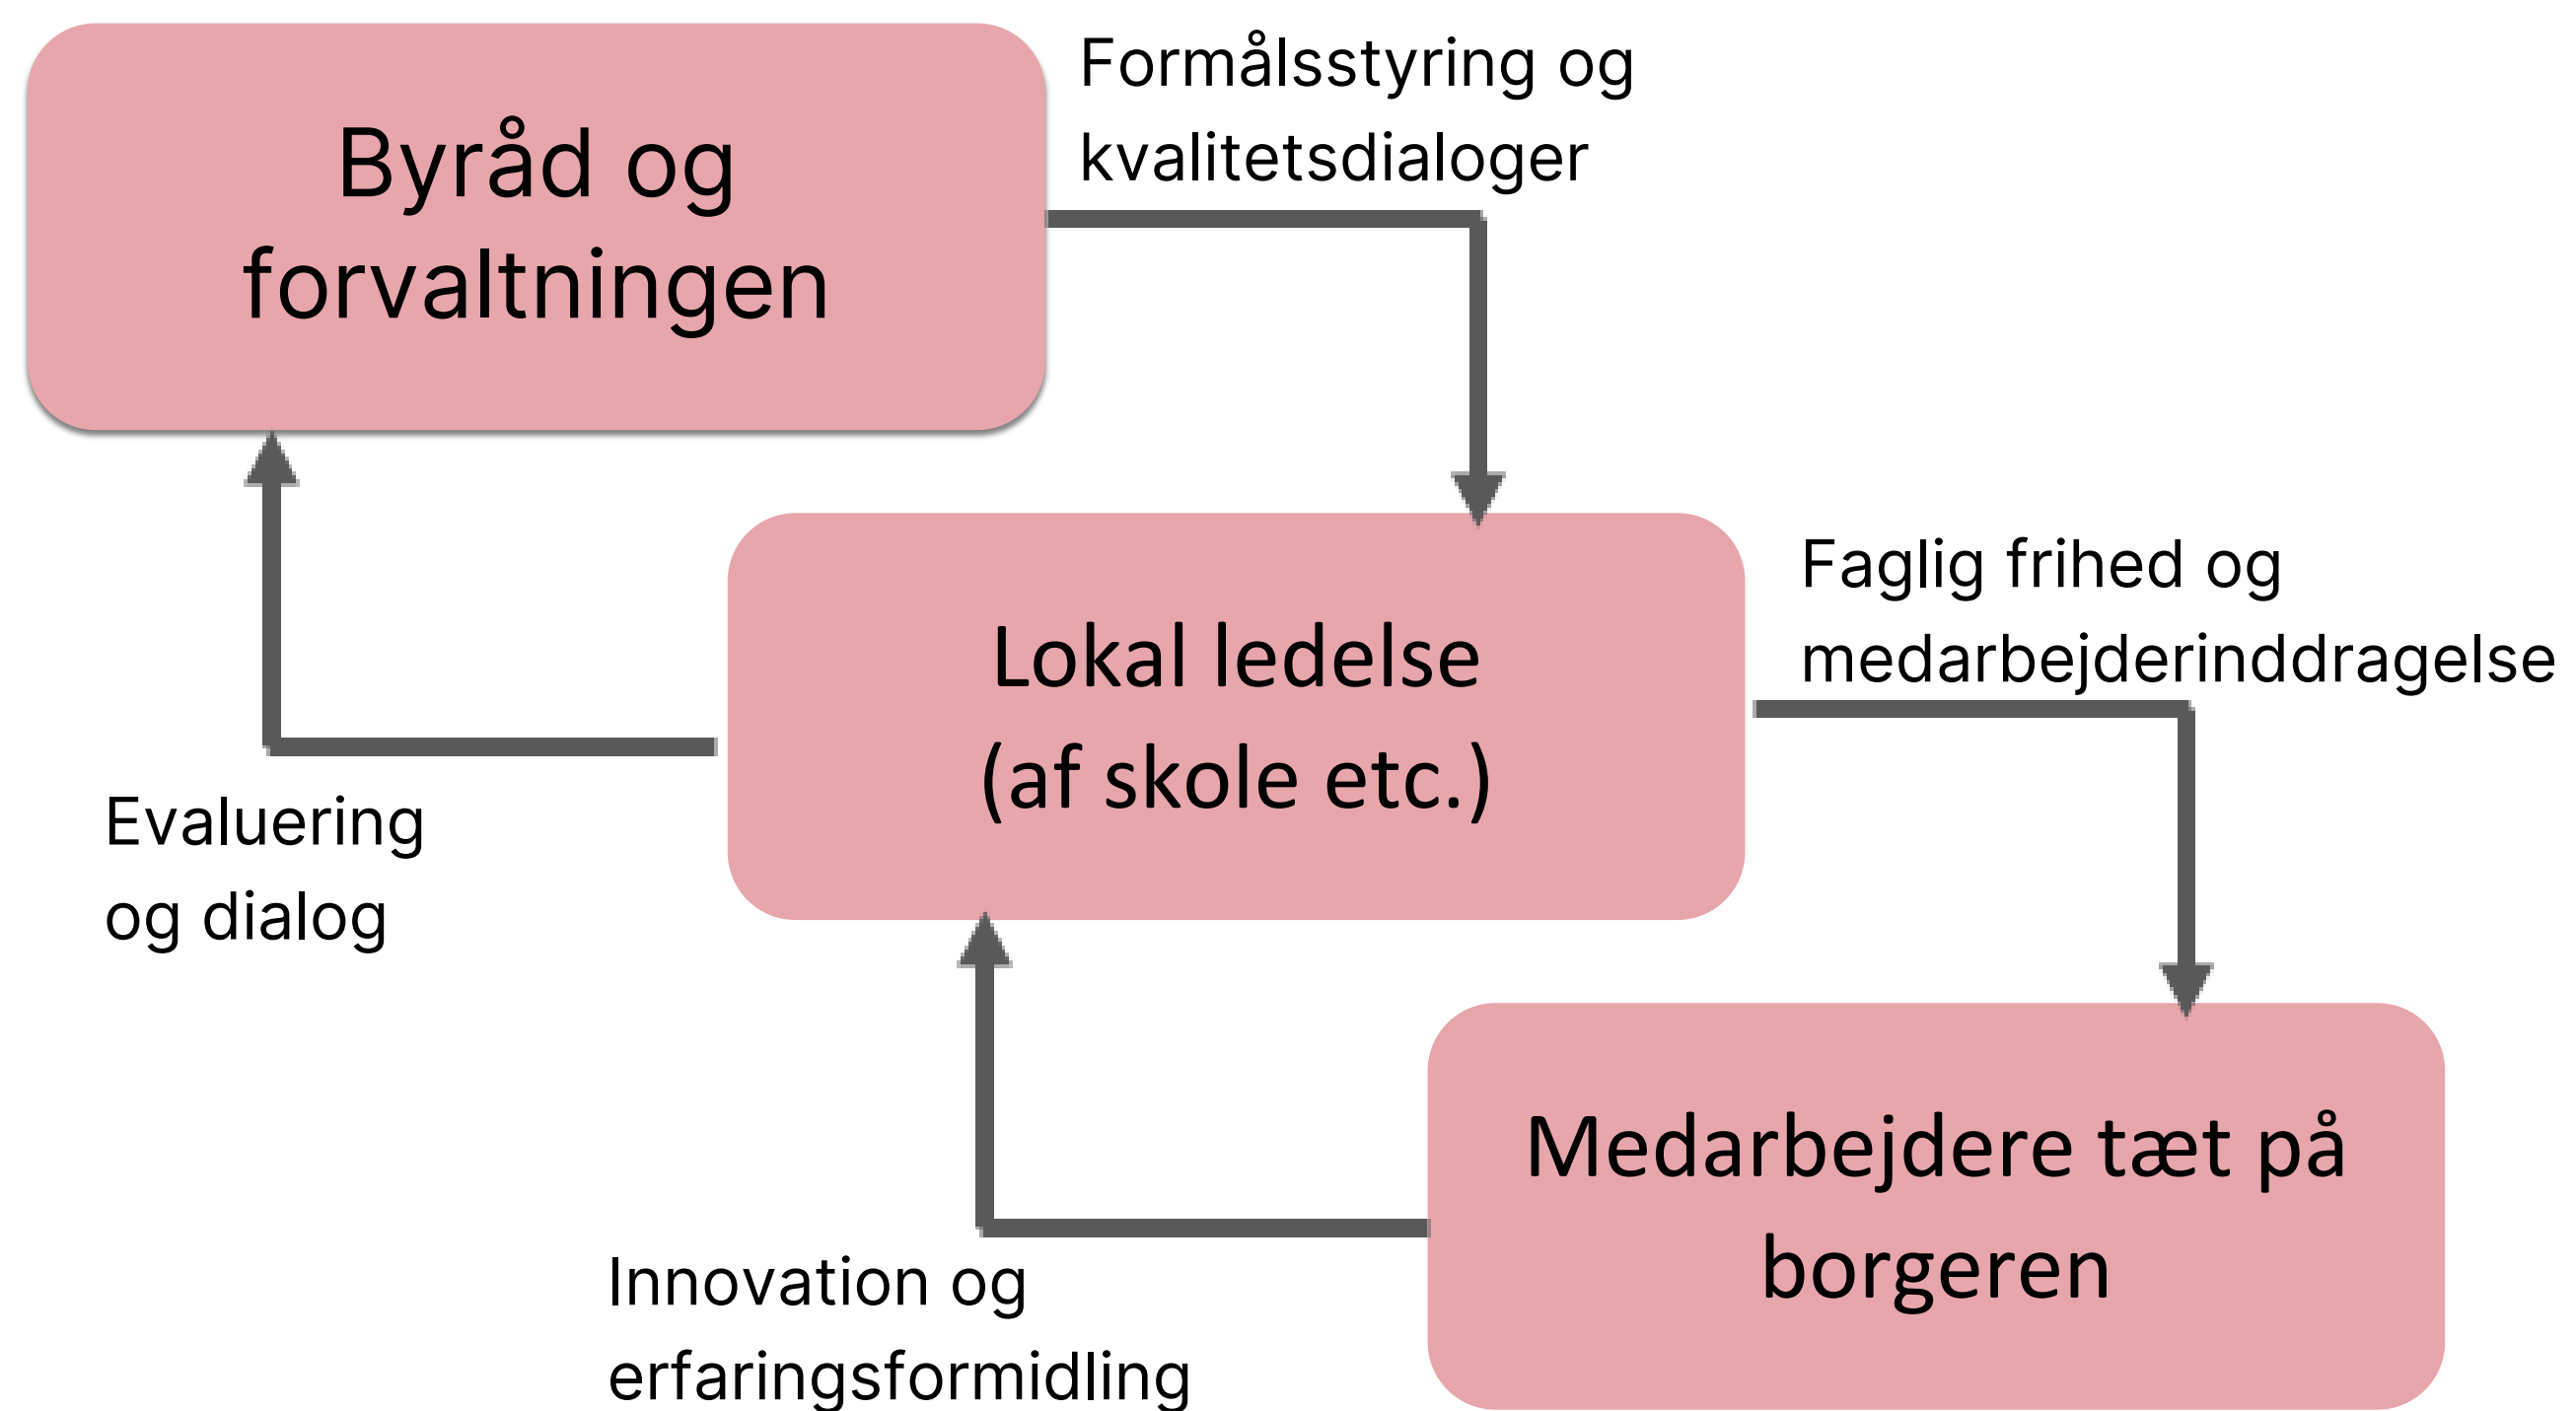 Byråd og
forvaltningen
Formålsstyring og
kvalitetsdialoger
Lokal ledelse
(af skole etc.)
Faglig frihed og
medarbejderinddragelse
Evaluering
og dialog
Medarbejdere tæt på
borgeren
Innovation og
erfaringsformidling